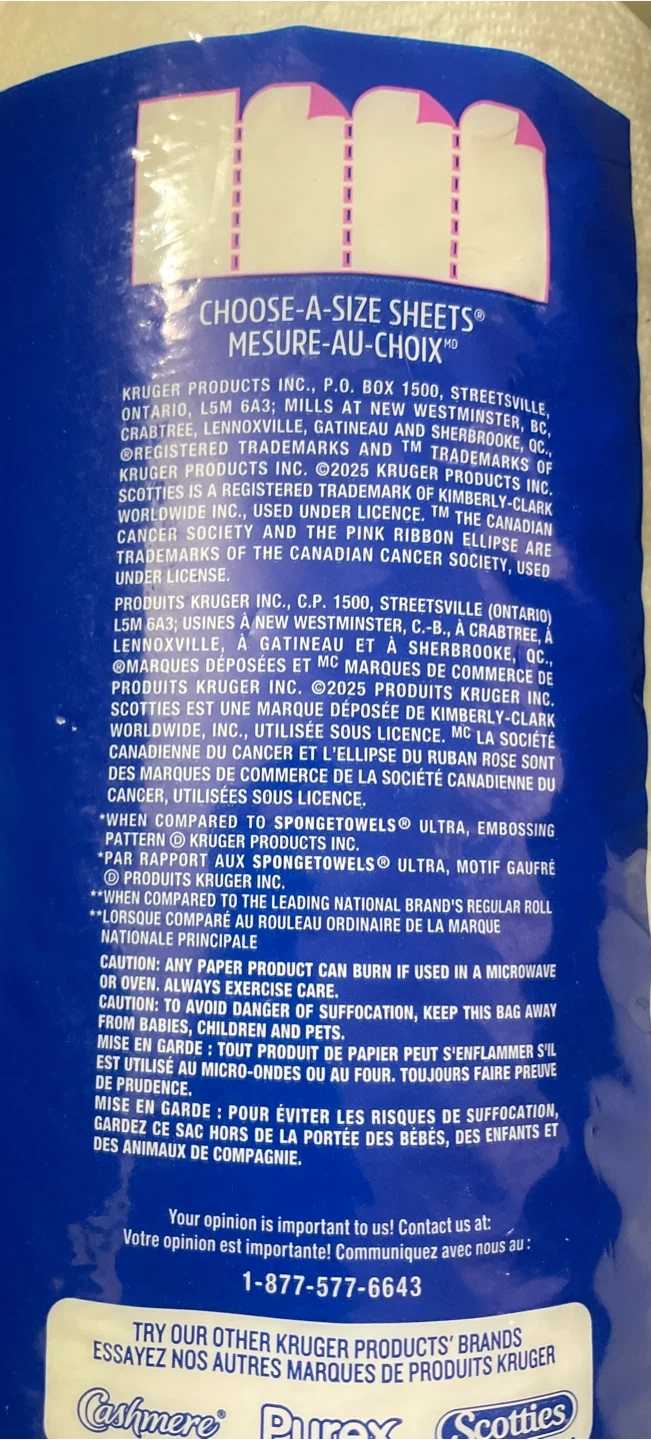 CHOOSE-A-SIZE SHEETS®
MESURE-AU-CHOIX MD
KRUGER PRODUCTS INC., P.O. BOX 1500, STREETSVILLE,
ONTARIO, L5M 6A3; MILLS AT NEW WESTMINSTER, BC,
CRABTREE, LENNOXVILLE, GATINEAU AND SHERBROOKE, QC.,
®REGISTERED TRADEMARKS AND ™ TRADEMARKS OF
KRUGER PRODUCTS INC. ©2025 KRUGER PRODUCTS INC.
SCOTTIES IS A REGISTERED TRADEMARK OF KIMBERLY-CLARK
WORLDWIDE INC., USED UNDER LICENCE. ™ THE CANADIAN
CANCER SOCIETY AND THE PINK RIBBON ELLIPSE ARE
TRADEMARKS OF THE CANADIAN CANCER SOCIETY, USED
UNDER LICENSE.
PRODUITS KRUGER INC., C.P. 1500, STREETSVILLE (ONTARIO)
L5M 6A3; USINES À NEW WESTMINSTER, C.-B., À CRABTREE, À
LENNOXVILLE, À GATINEAU ET À SHERBROOKE, QC.,
®MARQUES DÉPOSÉES ET MC MARQUES DE COMMERCE DE
PRODUITS KRUGER INC. ©2025 PRODUITS KRUGER INC.
SCOTTIES EST UNE MARQUE DÉPOSÉE DE KIMBERLY-CLARK
WORLDWIDE, INC., UTILISÉE SOUS LICENCE. MC LA SOCIÉTÉ
CANADIENNE DU CANCER ET L'ELLIPSE DU RUBAN ROSE SONT
DES MARQUES DE COMMERCE DE LA SOCIÉTÉ CANADIENNE DU
CANCER, UTILISÉES SOUS LICENCE.
*WHEN COMPARED TO SPONGETOWELS® ULTRA, EMBOSSING
PATTERN Ⓓ KRUGER PRODUCTS INC.
*PAR RAPPORT AUX SPONGETOWELS® ULTRA, MOTIF GAUFRÉ
Ⓓ PRODUITS KRUGER INC.
**WHEN COMPARED TO THE LEADING NATIONAL BRAND'S REGULAR ROLL
**LORSQUE COMPARÉ AU ROULEAU ORDINAIRE DE LA MARQUE
NATIONALE PRINCIPALE
CAUTION: ANY PAPER PRODUCT CAN BURN IF USED IN A MICROWAVE
OR OVEN. ALWAYS EXERCISE CARE.
CAUTION: TO AVOID DANGER OF SUFFOCATION, KEEP THIS BAG AWAY
FROM BABIES, CHILDREN AND PETS.
MISE EN GARDE : TOUT PRODUIT DE PAPIER PEUT S'ENFLAMMER S'IL
EST UTILISÉ AU MICRO-ONDES OU AU FOUR. TOUJOURS FAIRE PREUVE
DE PRUDENCE.
MISE EN GARDE : POUR ÉVITER LES RISQUES DE SUFFOCATION,
GARDEZ CE SAC HORS DE LA PORTÉE DES BÉBÉS, DES ENFANTS ET
DES ANIMAUX DE COMPAGNIE.
Your opinion is important to us! Contact us at:
Votre opinion est importante! Communiquez avec nous au :
1-877-577-6643
TRY OUR OTHER KRUGER PRODUCTS' BRANDS
ESSAYEZ NOS AUTRES MARQUES DE PRODUITS KRUGER
Cashmere® Purex Scotties